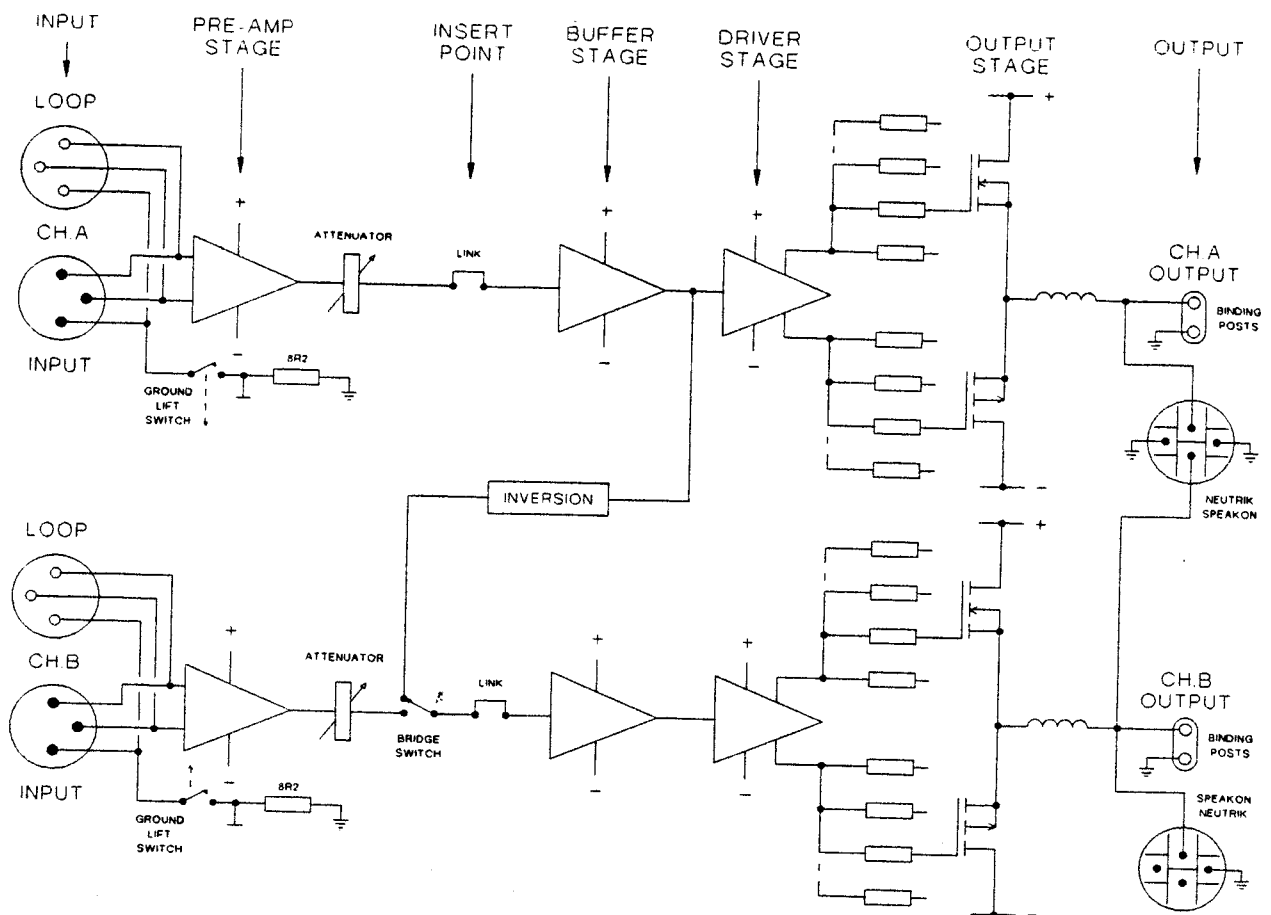 INPUT
PRE-AMP
STAGE
INSERT
POINT
BUFFER
STAGE
DRIVER
STAGE
OUTPUT
STAGE
OUTPUT
LOOP
+
CH.A
INPUT
+
-
ATTENUATOR
LINK
+
-
+
-
8R2
GROUND
LIFT
SWITCH
CH.A
OUTPUT
BINDING
POSTS
NEUTRIK
SPEAKON
-
INVERSION
+
LOOP
CH.B
INPUT
+
-
ATTENUATOR
BRIDGE
SWITCH
LINK
+
-
+
-
8R2
GROUND
LIFT
SWITCH
CH.B
OUTPUT
BINDING
POSTS
SPEAKON
NEUTRIK
-